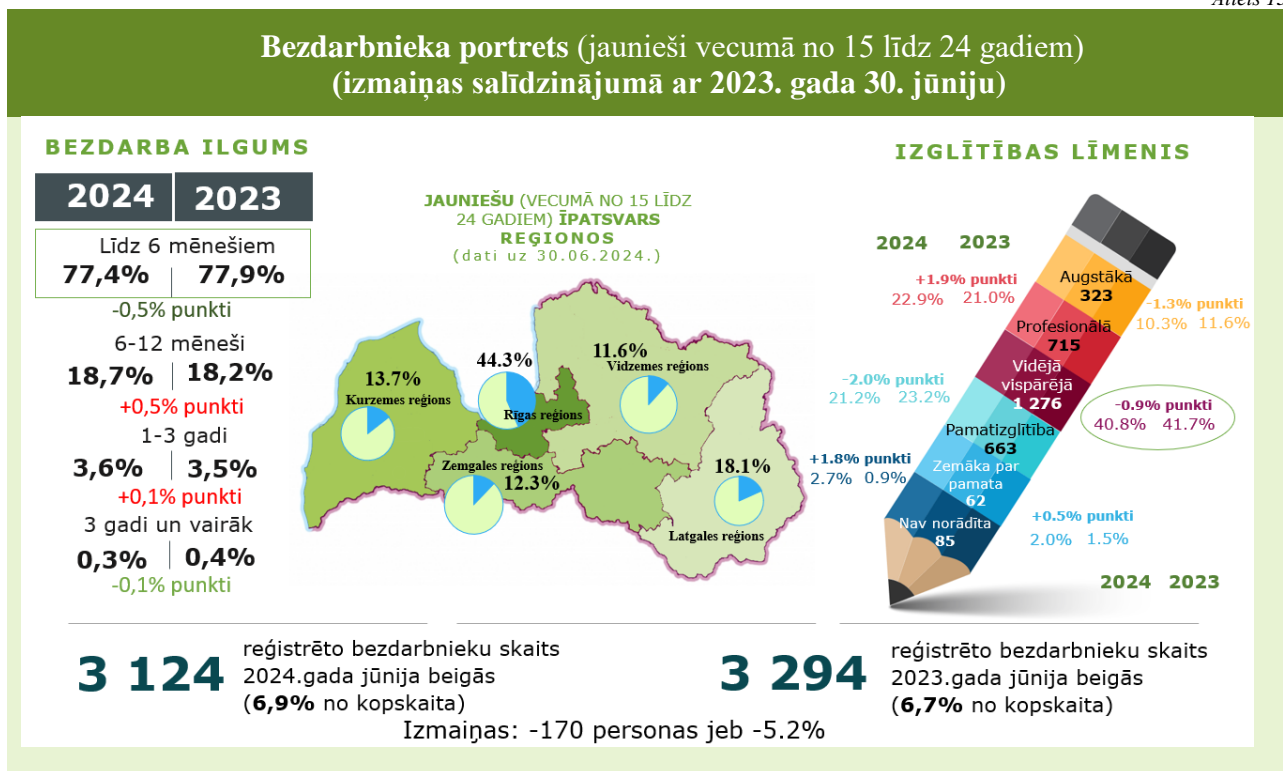 Bezdarbnieka portrets (jaunieši vecumā no 15 līdz 24 gadiem)
(izmaiņas salīdzinājumā ar 2023. gada 30. jūniju)
BEZDARBA ILGUMS
2024 2023
Līdz 6 mēnešiem
77,4% 77,9%
-0,5% punkti
6-12 mēneši
18,7% 18,2%
+0,5% punkti
1-3 gadi
3,6% 3,5%
+0,1% punkti
3 gadi un vairāk
0,3% 0,4%
-0,1% punkti
JAUNIEŠU (VECUMĀ NO 15 LĪDZ
24 GADIEM) ĪPATSVARS
REĢIONOS
(dati uz 30.06.2024.)
44.3%
Rīgas reģions
11.6%
Vidzemes reģions
13.7%
Kurzemes reģions
Zemgales reģions
12.3%
18.1%
Latgales reģions
IZGLĪTĪBAS LĪMENIS
2024 2023
Augstākā
323
-1.3% punkti
10.3% 11.6%
+1.9% punkti
22.9% 21.0%
Profesionālā
715
Vidējā
vispārējā
1 276
-0.9% punkti
40.8% 41.7%
-2.0% punkti
21.2% 23.2%
Pamatizglītība
663
+1.8% punkti
2.7% 0.9%
Zemāka par
pamata
62
+0.5% punkti
2.0% 1.5%
Nav norādīta
85
2024 2023
3 124
reģistrēto bezdarbnieku skaits
2024.gada jūnija beigās
(6,9% no kopskaita)
3 294
reģistrēto bezdarbnieku skaits
2023.gada jūnija beigās
(6,7% no kopskaita)
Izmaiņas: -170 personas jeb -5.2%